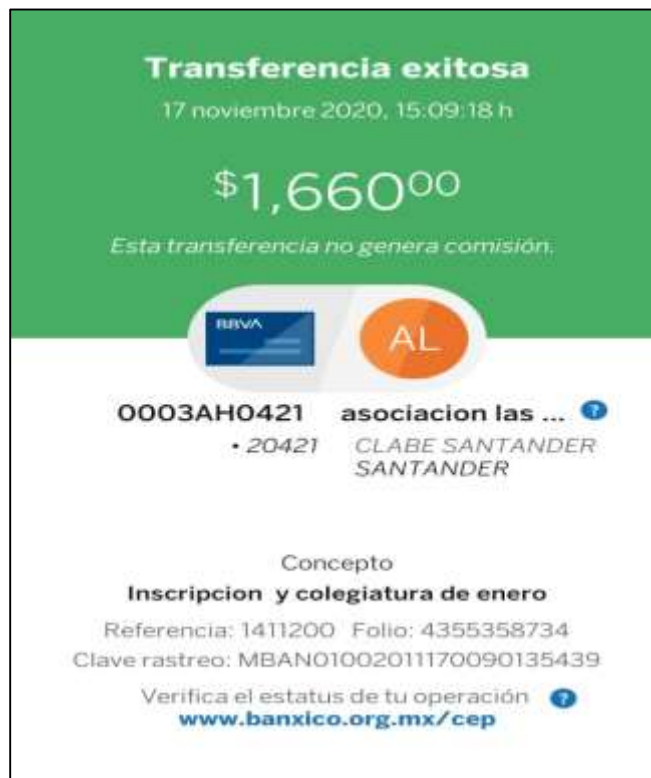 Transferencia exitosa
17 noviembre 2020, 15:09:18 h
$1,660⁰⁰
Esta transferencia no genera comisión.
BBVA
AL
0003AH0421 asociacion las ... ?
• 20421 CLABE SANTANDER
SANTANDER
Concepto
Inscripcion y colegiatura de enero
Referencia: 1411200 Folio: 4355358734
Clave rastreo: MBAN01002011170090135439
Verifica el estatus de tu operación ?
www.banxico.org.mx/cep